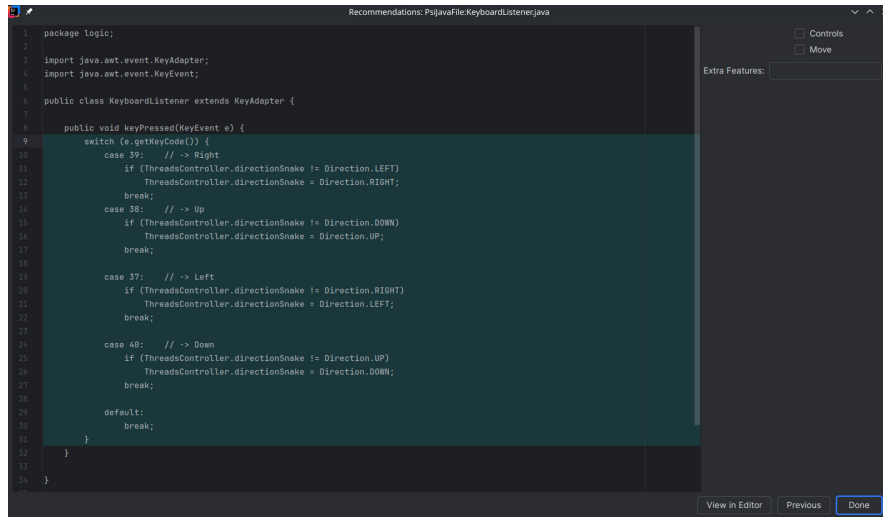 Recommendations: PsiJavaFile:KeyboardListener.java
1 package logic;
2
3 import java.awt.event.KeyAdapter;
4 import java.awt.event.KeyEvent;
5
6 public class KeyboardListener extends KeyAdapter {
7
8 public void keyPressed(KeyEvent e) {
9 switch (e.getKeyCode()) {
10 case 39: // -> Right
11 if (ThreadsController.directionSnake != Direction.LEFT)
12 ThreadsController.directionSnake = Direction.RIGHT;
13 break;
14 case 38: // -> Up
15 if (ThreadsController.directionSnake != Direction.DOWN)
16 ThreadsController.directionSnake = Direction.UP;
17 break;
18
19 case 37: // -> Left
20 if (ThreadsController.directionSnake != Direction.RIGHT)
21 ThreadsController.directionSnake = Direction.LEFT;
22 break;
23
24 case 40: // -> Down
25 if (ThreadsController.directionSnake != Direction.UP)
26 ThreadsController.directionSnake = Direction.DOWN;
27 break;
28
29 default:
30 break;
31 }
32 }
33
34 }
Controls
Move
Extra Features:
View in Editor
Previous
Done